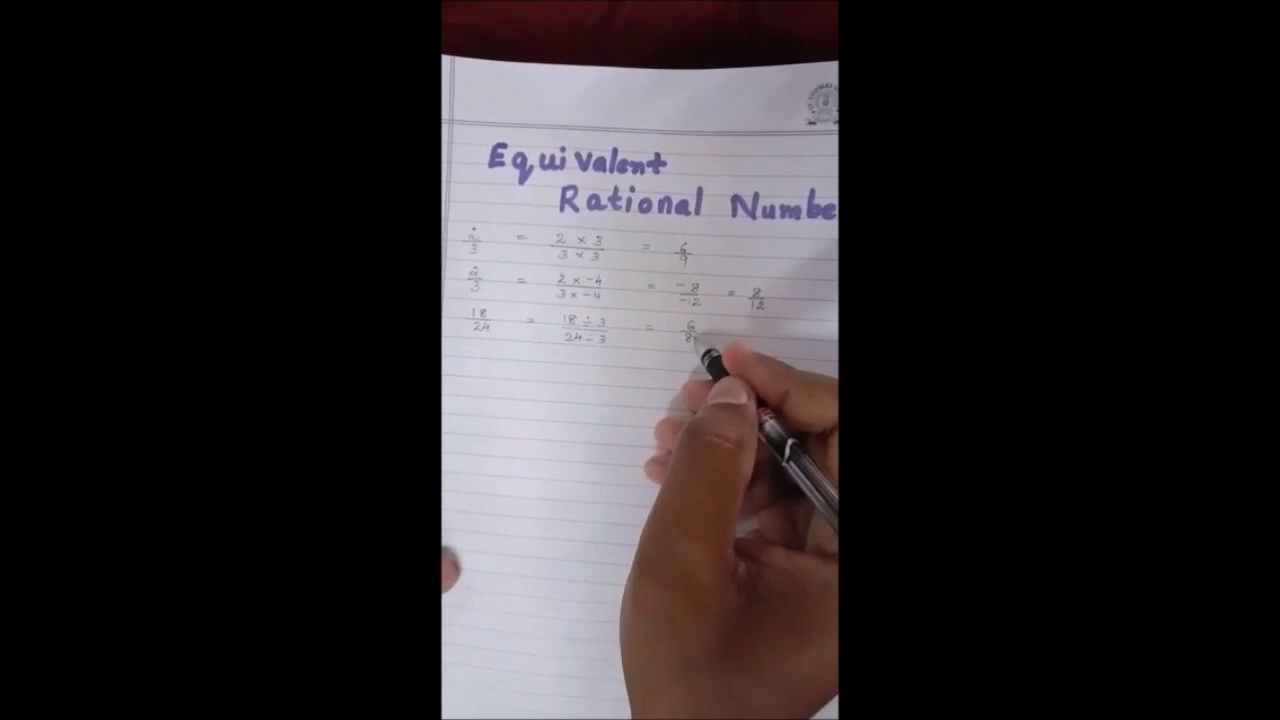 Equivalent
Rational Numbe
2/3 = 2 × 3 / 3 × 3 = 6/9
2/3 = 2 × -4 / 3 × -4 = -8/-12 = 8/12
18/24 = 18 ÷ 3 / 24 ÷ 3 = 6/8